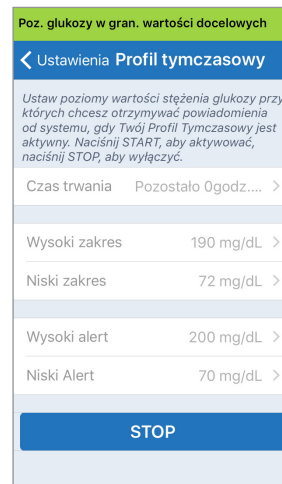 Poz. glukozy w gran. wartości docelowych
Ustawienia Profil tymczasowy
Ustaw poziomy wartości stężenia glukozy przy
których chcesz otrzymywać powiadomienia
od systemu, gdy Twój Profil Tymczasowy jest
aktywny. Naciśnij START, aby aktywować,
naciśnij STOP, aby wyłączyć.
Czas trwania Pozostało 0godz....
Wysoki zakres 190 mg/dL
Niski zakres 72 mg/dL
Wysoki alert 200 mg/dL
Niski Alert 70 mg/dL
STOP